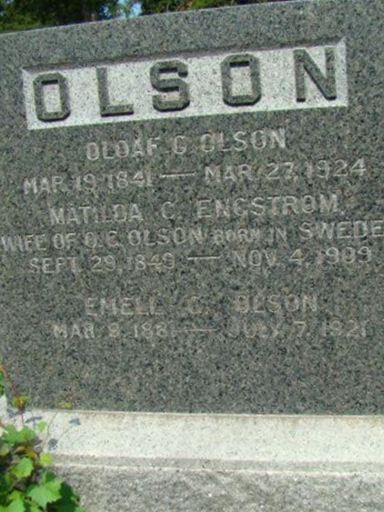 OLSON
OLOAF G. OLSON
MAR. 19, 1841 — MAR. 27, 1924
MATILDA C. ENGSTROM,
WIFE OF O. G. OLSON BORN IN SWEDE
SEPT. 29, 1849 — NOV. 4, 1909
EMELL C. OLSON
MAR. 9, 1881 — JULY 7, 1921